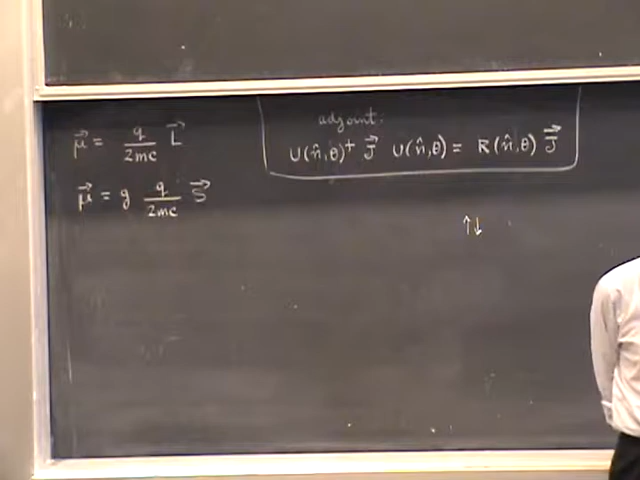 μ⃗ = q/2mc L⃗
μ⃗ = g q/2mc S⃗
adjoint:
U(n̂,θ)† J⃗ U(n̂,θ) = R(n̂,θ) J⃗
↑↓